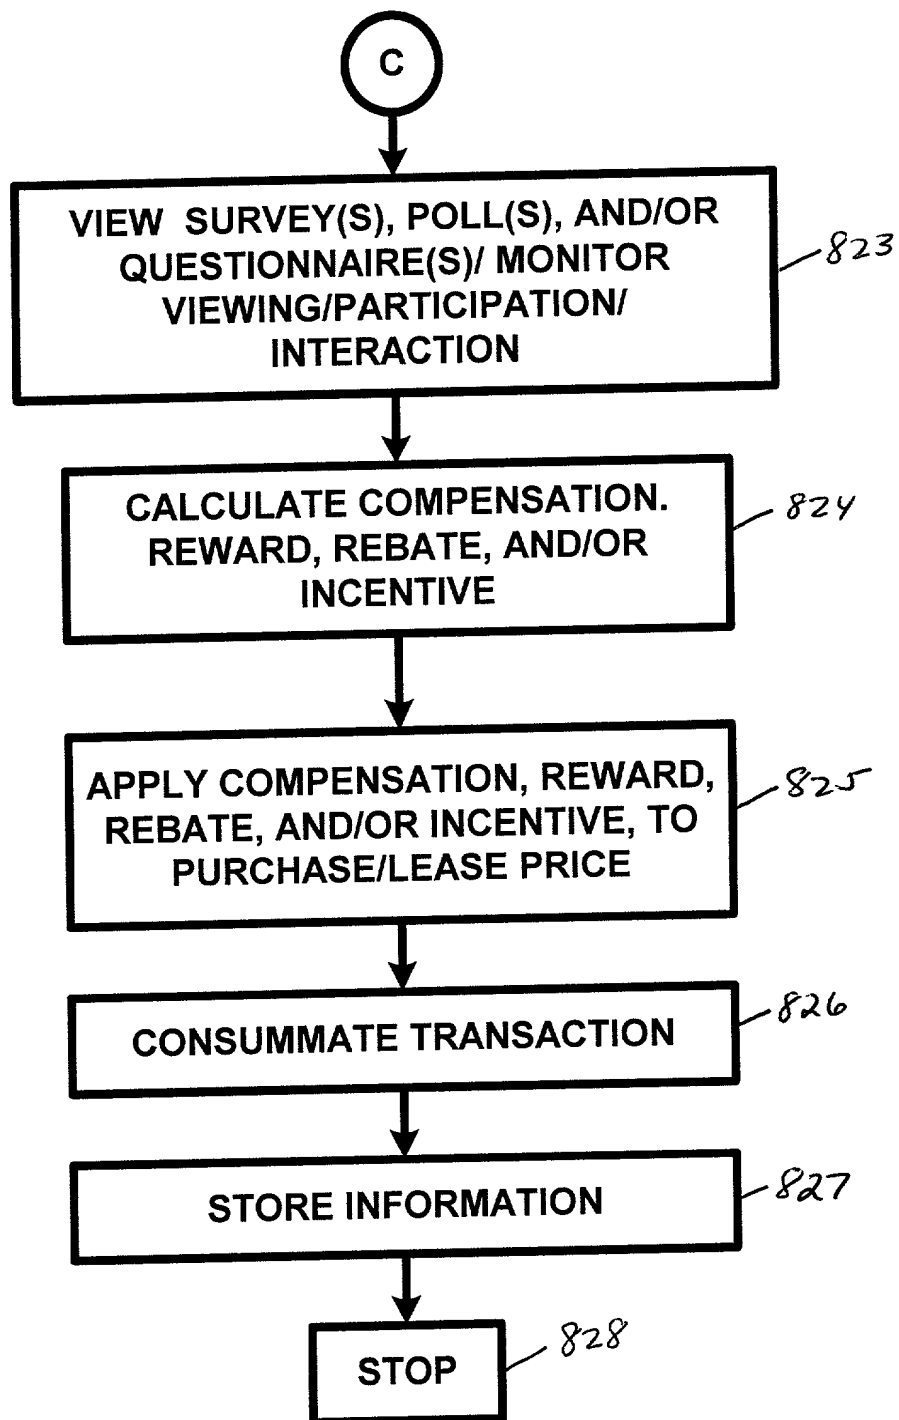 C
VIEW SURVEY(S), POLL(S), AND/OR
QUESTIONNAIRE(S)/ MONITOR
VIEWING/PARTICIPATION/
INTERACTION
823
CALCULATE COMPENSATION.
REWARD, REBATE, AND/OR
INCENTIVE
824
APPLY COMPENSATION, REWARD,
REBATE, AND/OR INCENTIVE, TO
PURCHASE/LEASE PRICE
825
CONSUMMATE TRANSACTION
826
STORE INFORMATION
827
STOP
828